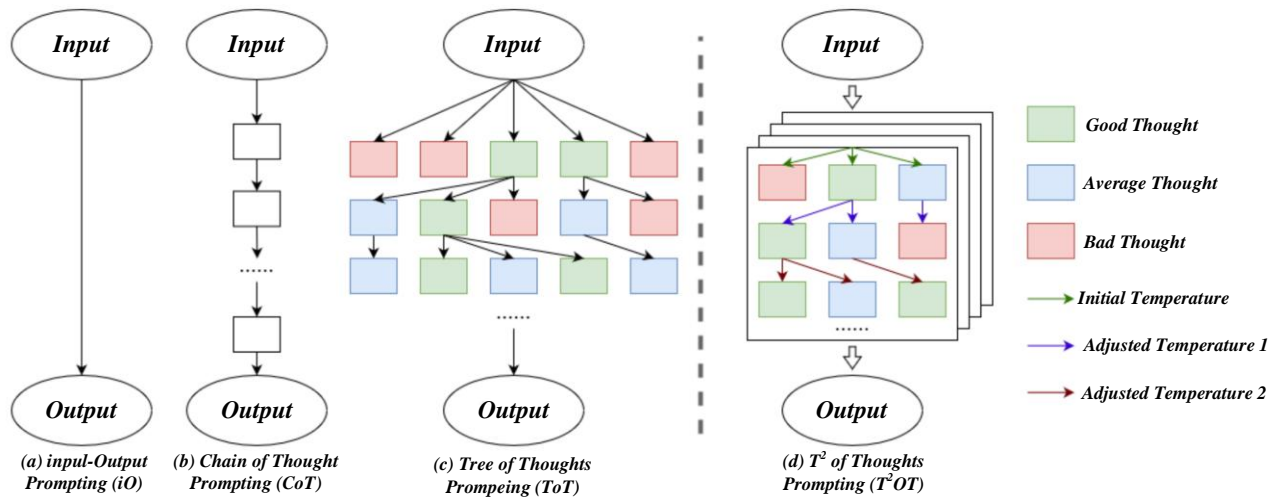 Input
Input
Input
Input
......
......
......
Output
Output
Output
Output
Good Thought
Average Thought
Bad Thought
Initial Temperature
Adjusted Temperature 1
Adjusted Temperature 2
(a) inpul-Output
Prompting (iO)
(b) Chain of Thought
Prompting (CoT)
(c) Tree of Thoughts
Prompeing (ToT)
(d) T² of Thoughts
Prompting (T²OT)